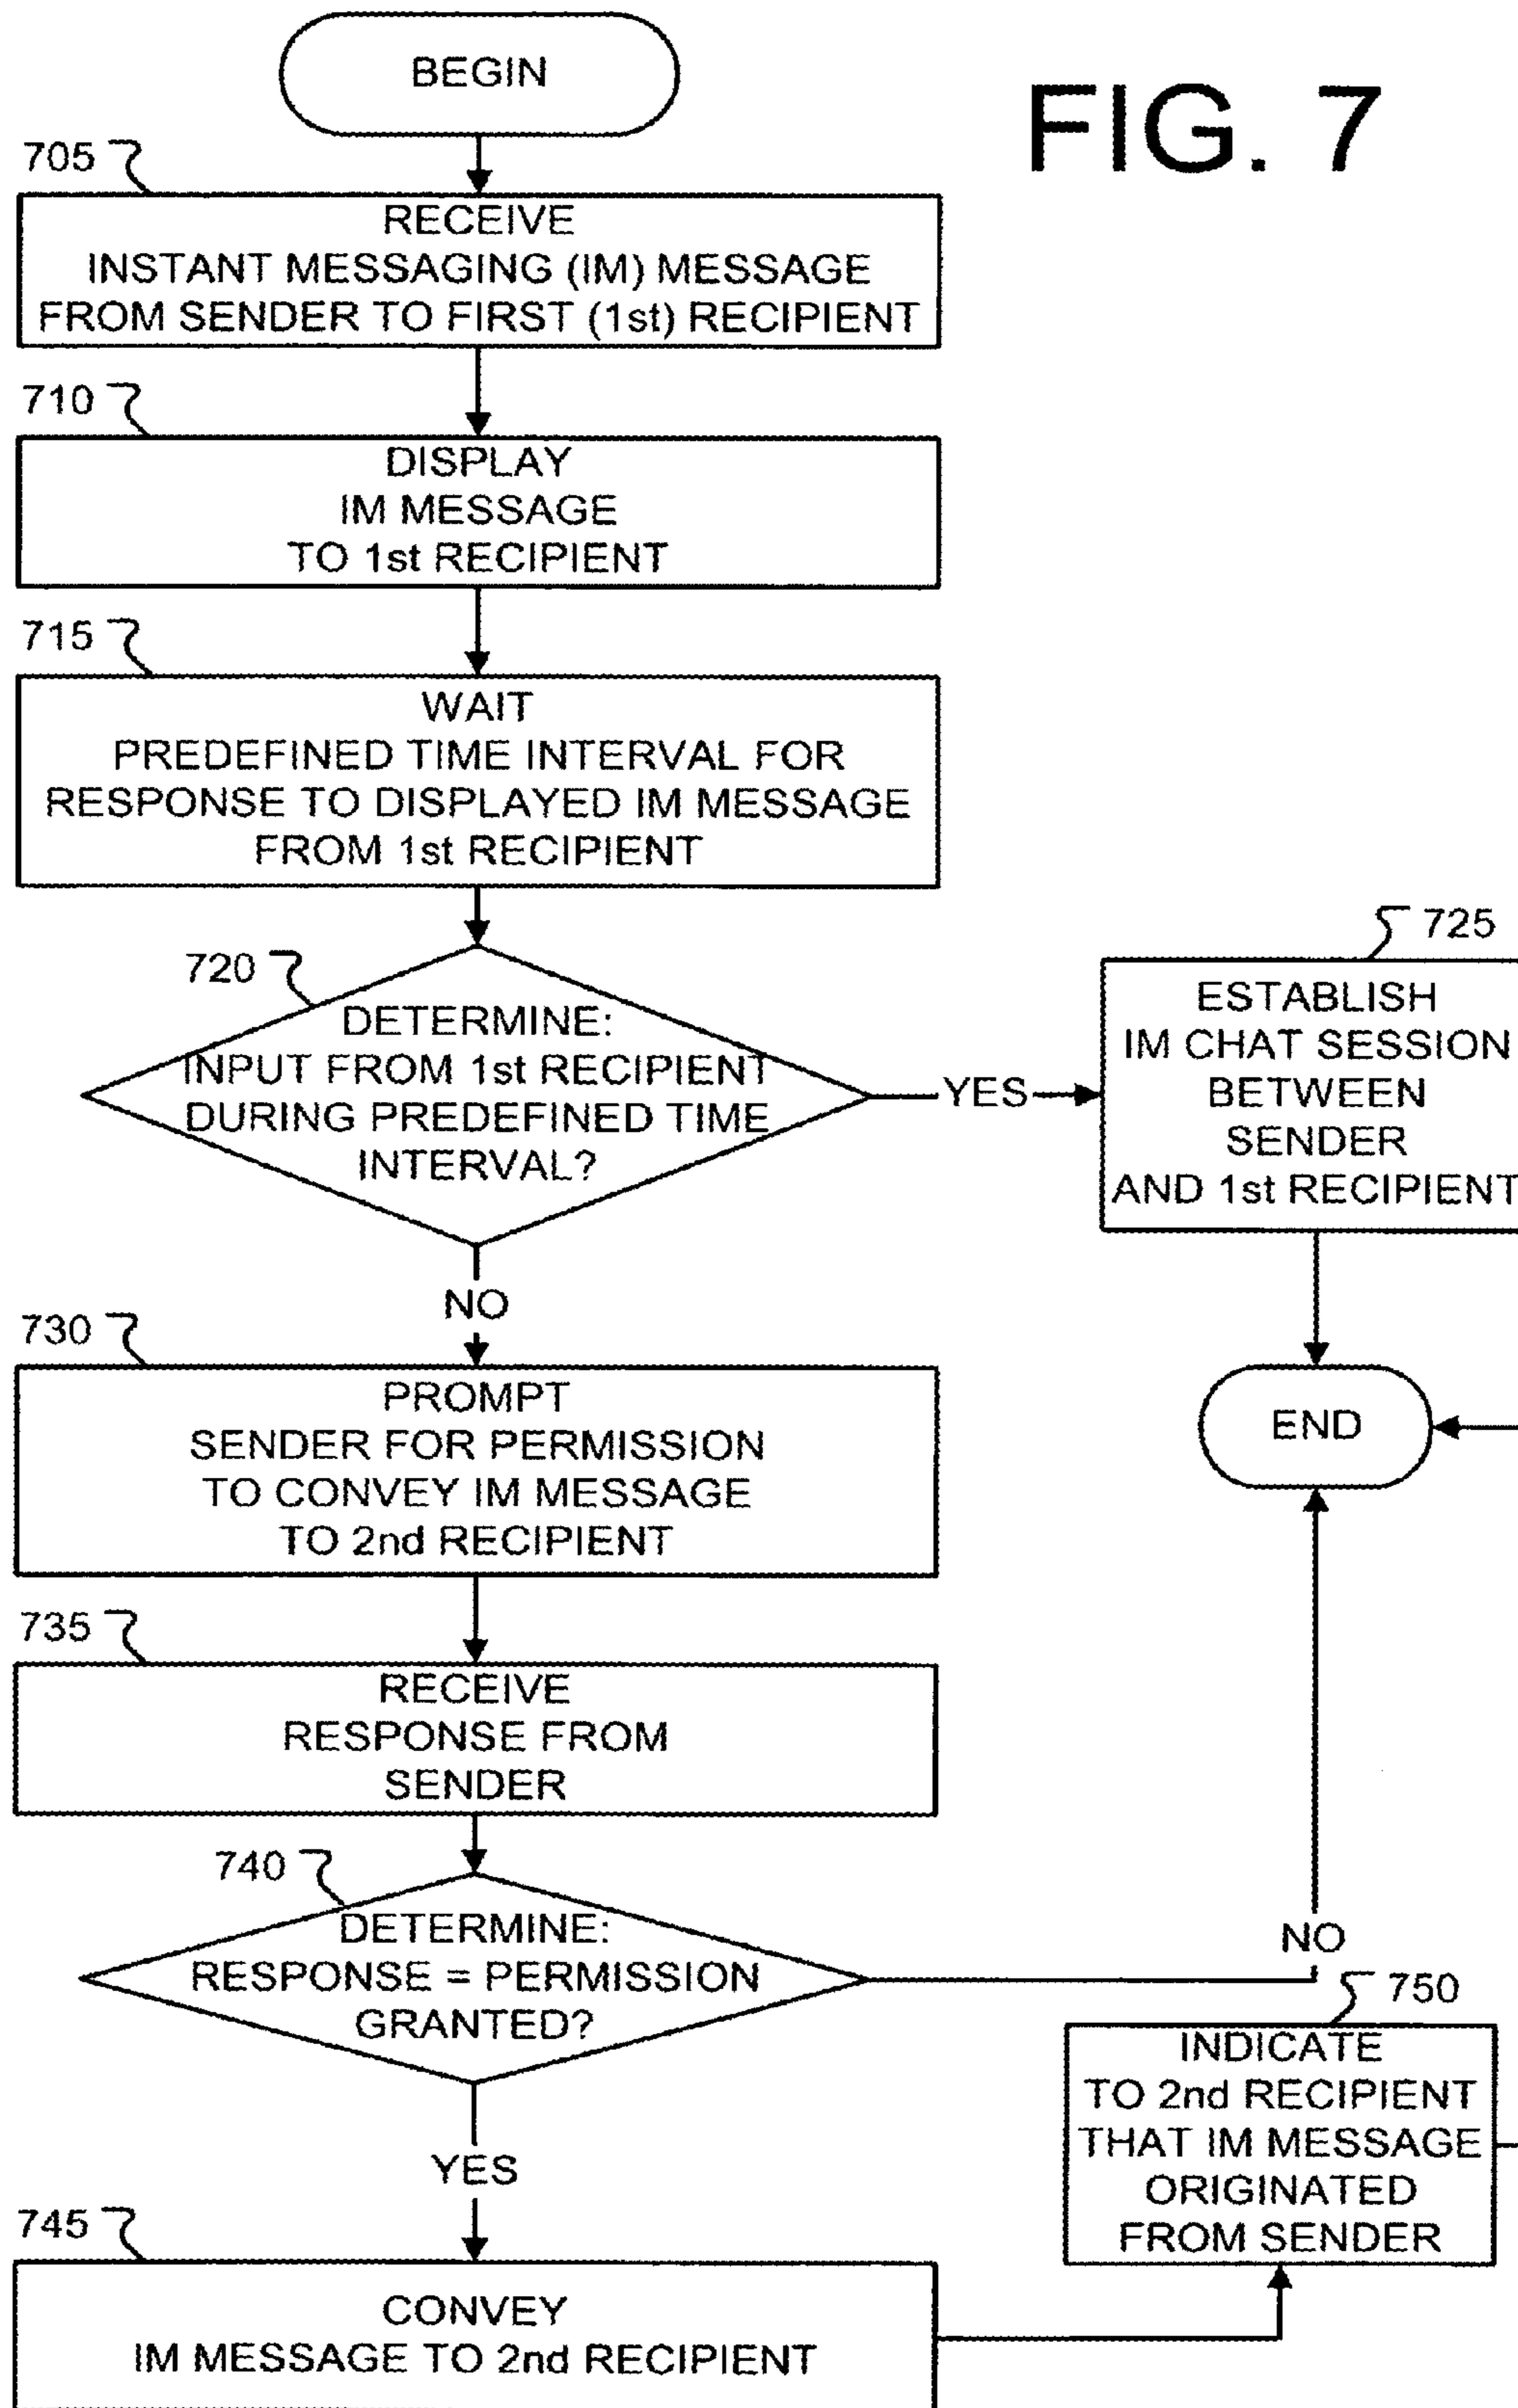 BEGIN
FIG. 7
705
RECEIVE
INSTANT MESSAGING (IM) MESSAGE
FROM SENDER TO FIRST (1st) RECIPIENT
710
DISPLAY
IM MESSAGE
TO 1st RECIPIENT
715
WAIT
PREDEFINED TIME INTERVAL FOR
RESPONSE TO DISPLAYED IM MESSAGE
FROM 1st RECIPIENT
720
DETERMINE:
INPUT FROM 1st RECIPIENT
DURING PREDEFINED TIME
INTERVAL?
YES
725
ESTABLISH
IM CHAT SESSION
BETWEEN
SENDER
AND 1st RECIPIENT
NO
730
PROMPT
SENDER FOR PERMISSION
TO CONVEY IM MESSAGE
TO 2nd RECIPIENT
END
735
RECEIVE
RESPONSE FROM
SENDER
740
DETERMINE:
RESPONSE = PERMISSION
GRANTED?
NO
YES
750
INDICATE
TO 2nd RECIPIENT
THAT IM MESSAGE
ORIGINATED
FROM SENDER
745
CONVEY
IM MESSAGE TO 2nd RECIPIENT